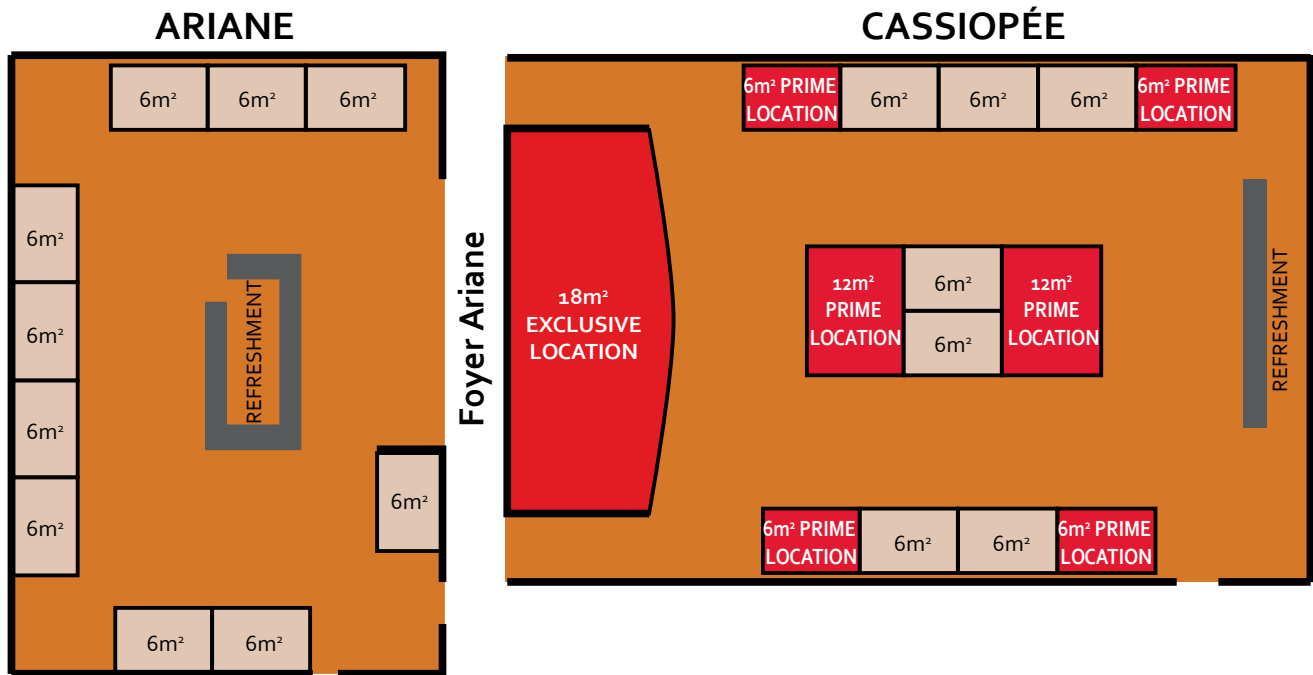 ARIANE
6m²
6m²
6m²
6m²
6m²
6m²
6m²
REFRESHMENT
6m²
6m²
6m²
Foyer Ariane
CASSIOPÉE
6m² PRIME
LOCATION
6m²
6m²
6m²
6m² PRIME
LOCATION
18m²
EXCLUSIVE
LOCATION
12m²
PRIME
LOCATION
6m²
6m²
12m²
PRIME
LOCATION
REFRESHMENT
6m² PRIME
LOCATION
6m²
6m²
6m² PRIME
LOCATION